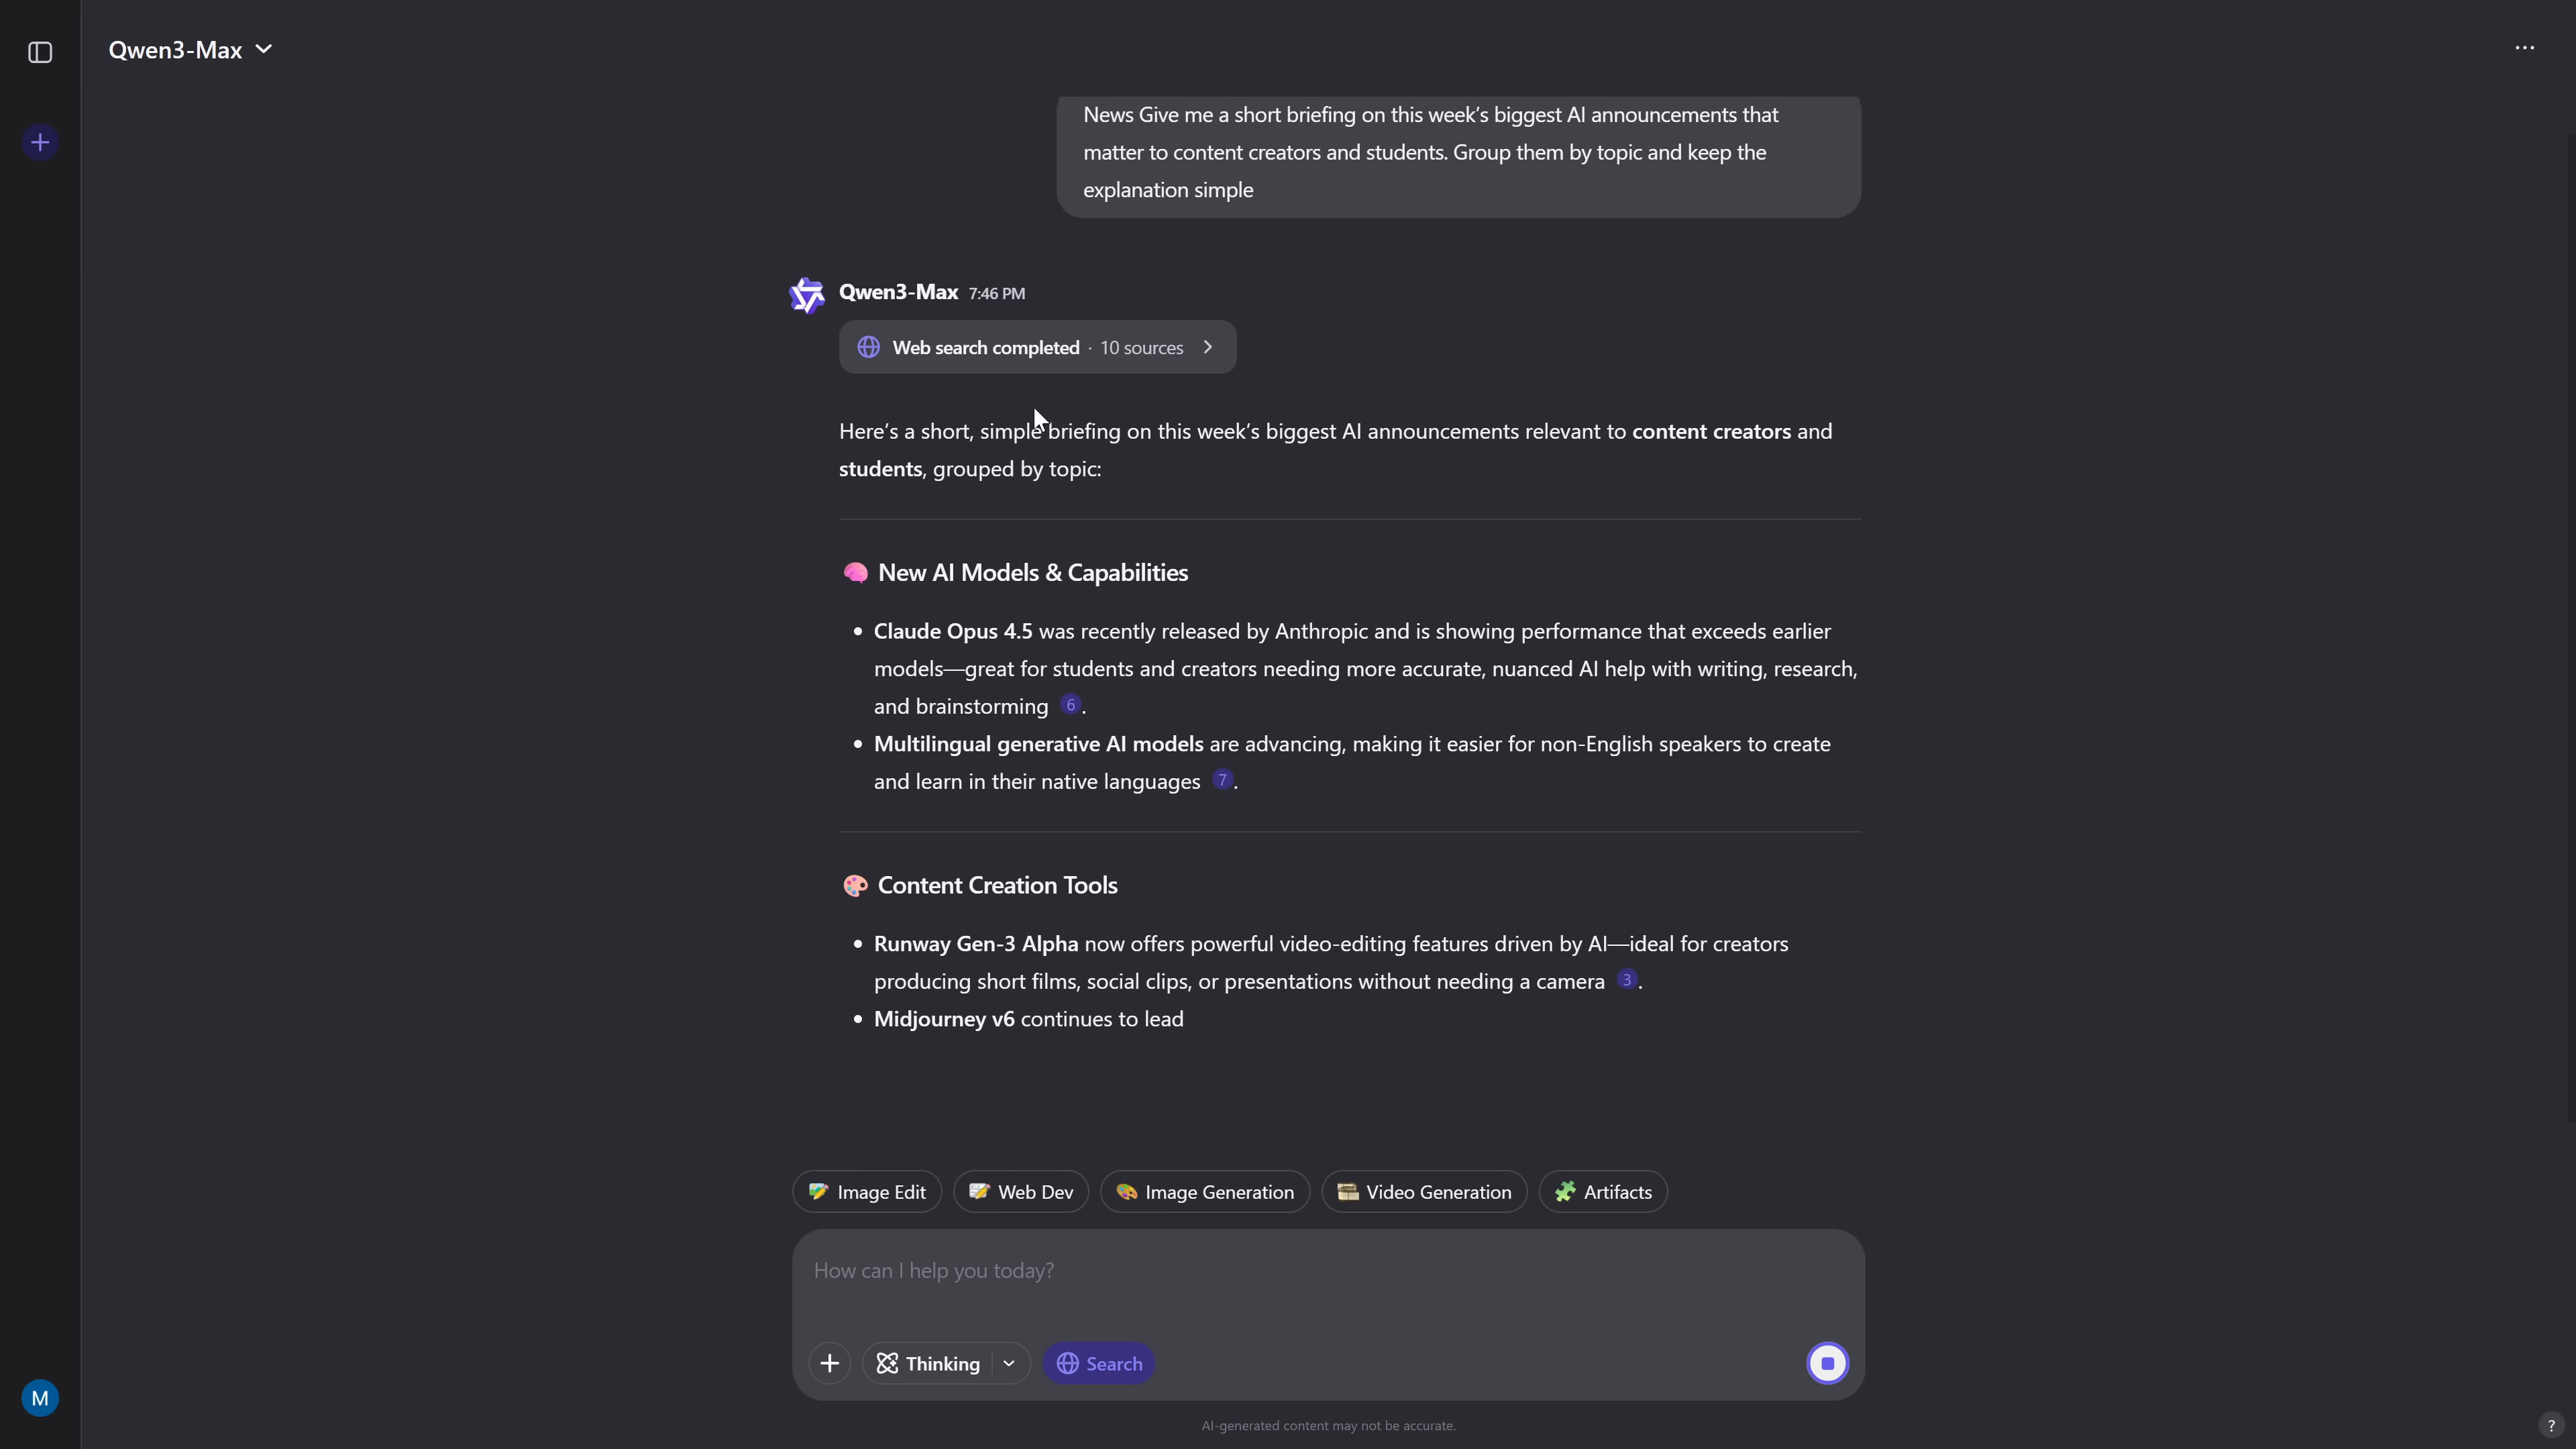 Qwen3-Max
News Give me a short briefing on this week's biggest AI announcements that
matter to content creators and students. Group them by topic and keep the
explanation simple
Qwen3-Max 7:46 PM
Web search completed · 10 sources
Here's a short, simple briefing on this week's biggest AI announcements relevant to content creators and
students, grouped by topic:
🧠 New AI Models & Capabilities
• Claude Opus 4.5 was recently released by Anthropic and is showing performance that exceeds earlier
models—great for students and creators needing more accurate, nuanced AI help with writing, research,
and brainstorming 6.
• Multilingual generative AI models are advancing, making it easier for non-English speakers to create
and learn in their native languages 7.
🎨 Content Creation Tools
• Runway Gen-3 Alpha now offers powerful video-editing features driven by AI—ideal for creators
producing short films, social clips, or presentations without needing a camera 3.
• Midjourney v6 continues to lead
Image Edit Web Dev Image Generation Video Generation Artifacts
How can I help you today?
Thinking Search
M
AI-generated content may not be accurate.
?